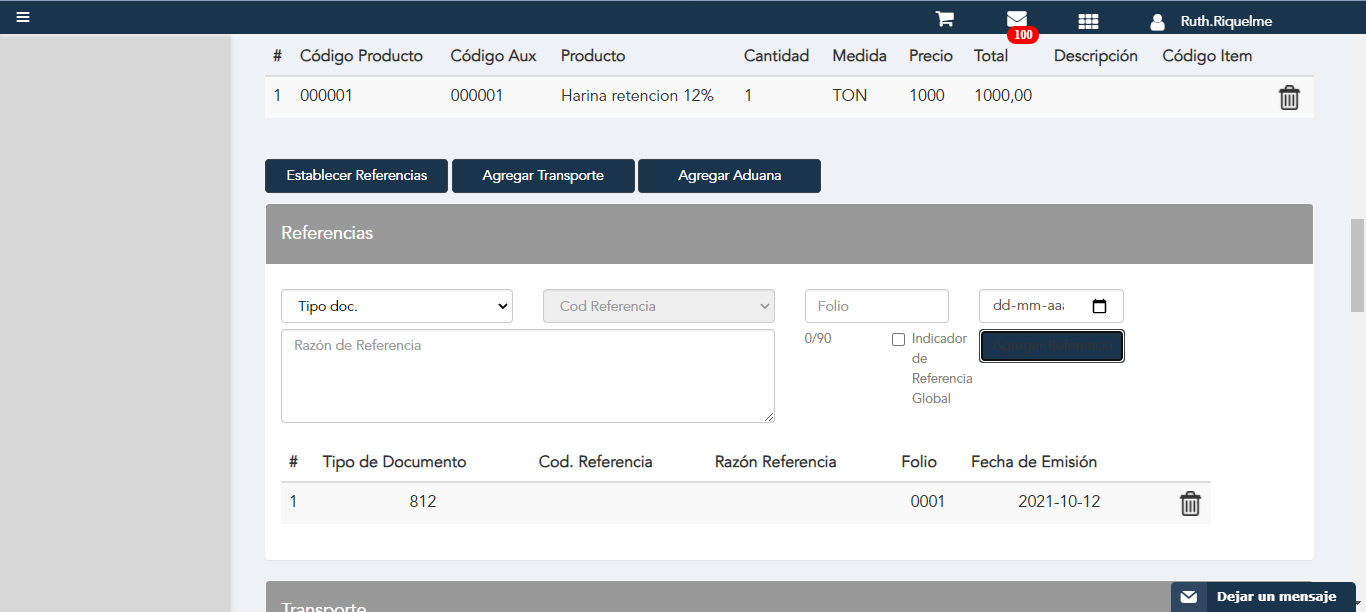 Ruth.Riquelme
100
# Código Producto Código Aux Producto Cantidad Medida Precio Total Descripción Código Item
1 000001 000001 Harina retencion 12% 1 TON 1000 1000,00
Establecer Referencias Agregar Transporte Agregar Aduana
Referencias
Tipo doc. Cod Referencia Folio dd-mm-aaa
Razón de Referencia
0/90
Indicador
de
Referencia
Global
Agregar Referencia
# Tipo de Documento Cod. Referencia Razón Referencia Folio Fecha de Emisión
1 812 0001 2021-10-12
Transporte
Dejar un mensaje